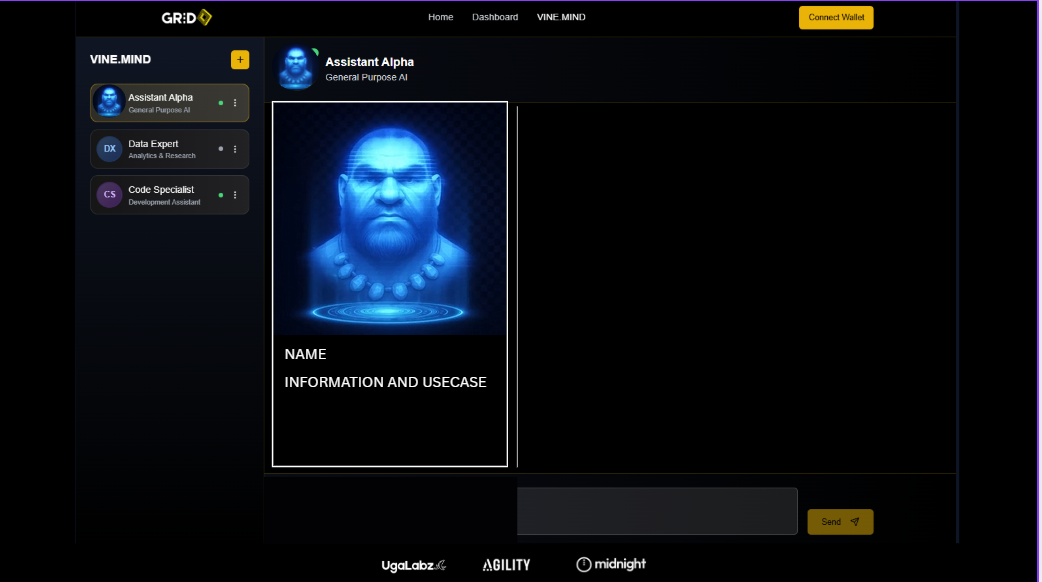 GRID
Home
Dashboard
VINE.MIND
Connect Wallet
VINE.MIND
+
Assistant Alpha
General Purpose AI
DX
Data Expert
Analytics & Research
CS
Code Specialist
Development Assistant
Assistant Alpha
General Purpose AI
NAME
INFORMATION AND USECASE
Send
UgaLabz
AGILITY
midnight